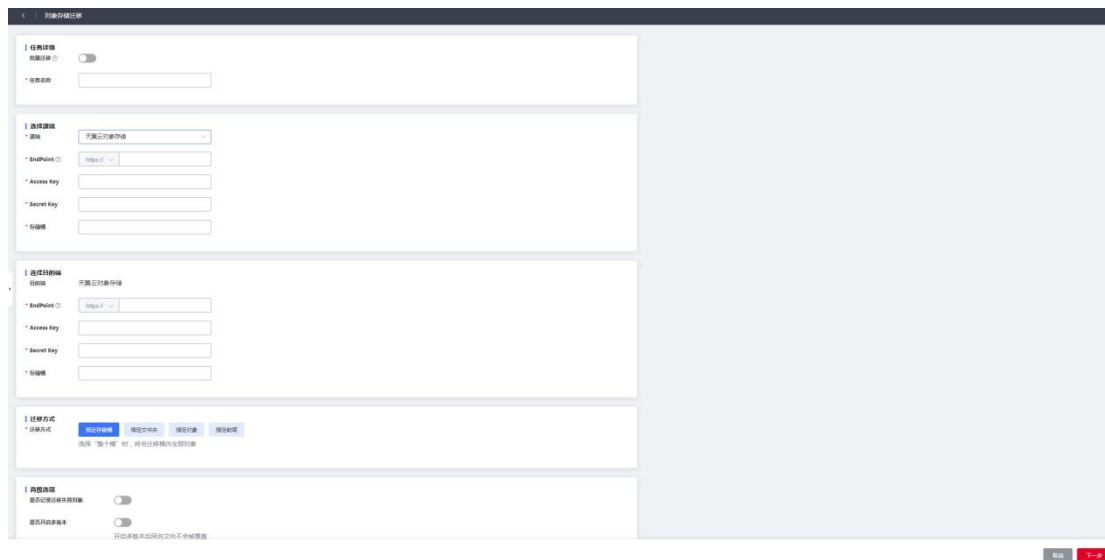 对象存储迁移
任务详情
批量迁移
* 任务名称
选择源端
* 源端 天翼云对象存储
* EndPoint https://
* Access Key
* Secret Key
* 存储桶
选择目的端
目的端 天翼云对象存储
* EndPoint https://
* Access Key
* Secret Key
* 存储桶
迁移方式
* 迁移方式 指定存储桶 指定文件夹 指定对象 指定前缀
选择“整个桶”时，将会迁移桶内全部对象
高级选项
是否记录迁移失败对象
是否开启多版本
开启多版本后同名文件不会被覆盖
取消 下一步